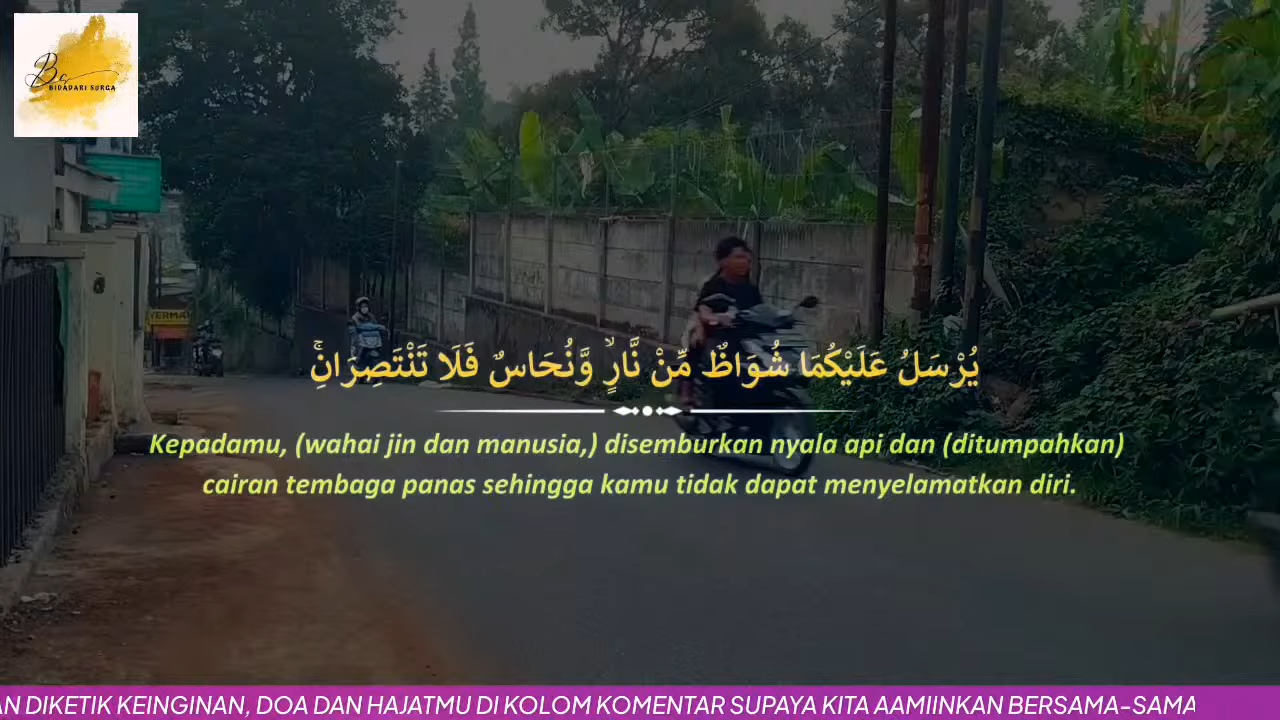 Bs
BIDADARI SURGA
يُرْسَلُ عَلَيْكُمَا شُوَاظٌ مِّنْ نَّارٍۙ وَّنُحَاسٌ فَلَا تَنْتَصِرَانِۚ
Kepadamu, (wahai jin dan manusia,) disemburkan nyala api dan (ditumpahkan)
cairan tembaga panas sehingga kamu tidak dapat menyelamatkan diri.
AN DIKETIK KEINGINAN, DOA DAN HAJATMU DI KOLOM KOMENTAR SUPAYA KITA AAMIINKAN BERSAMA-SAMA